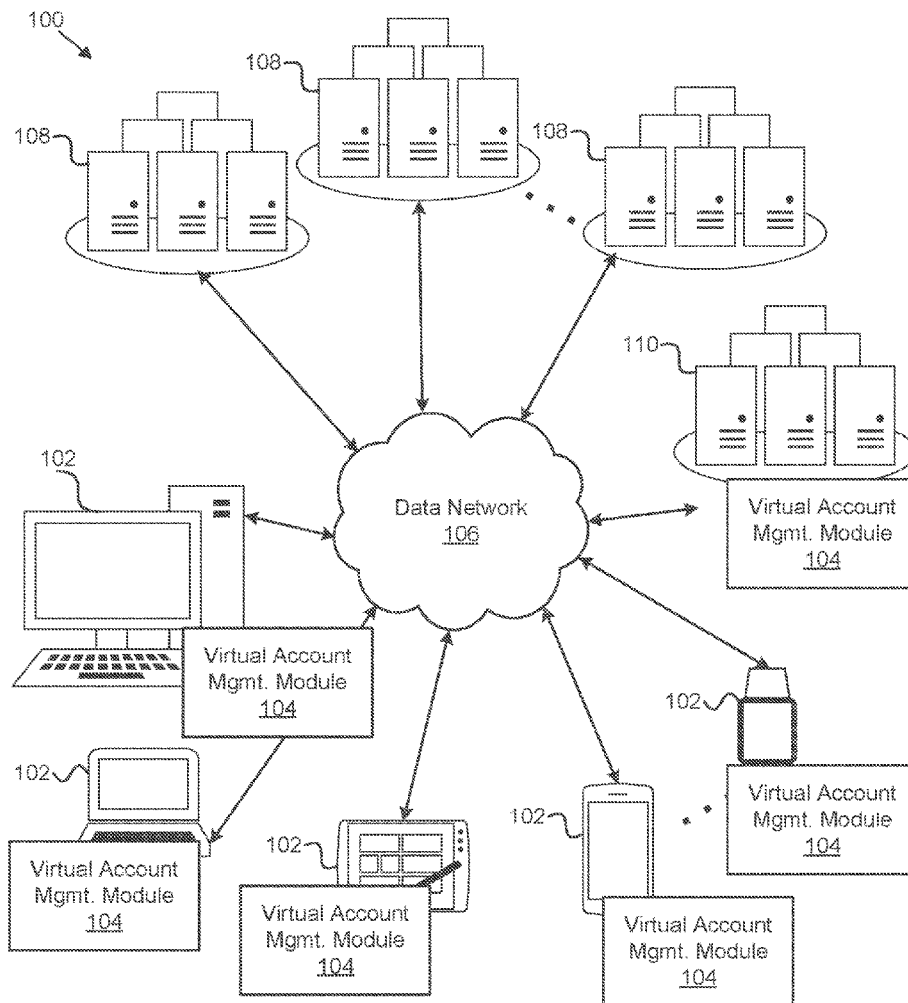 100
108
108
108
110
102
Data Network
106
Virtual Account
Mgmt. Module
104
Virtual Account
Mgmt. Module
104
102
102
Virtual Account
Mgmt. Module
104
102
Virtual Account
Mgmt. Module
104
102
Virtual Account
Mgmt. Module
104
Virtual Account
Mgmt. Module
104